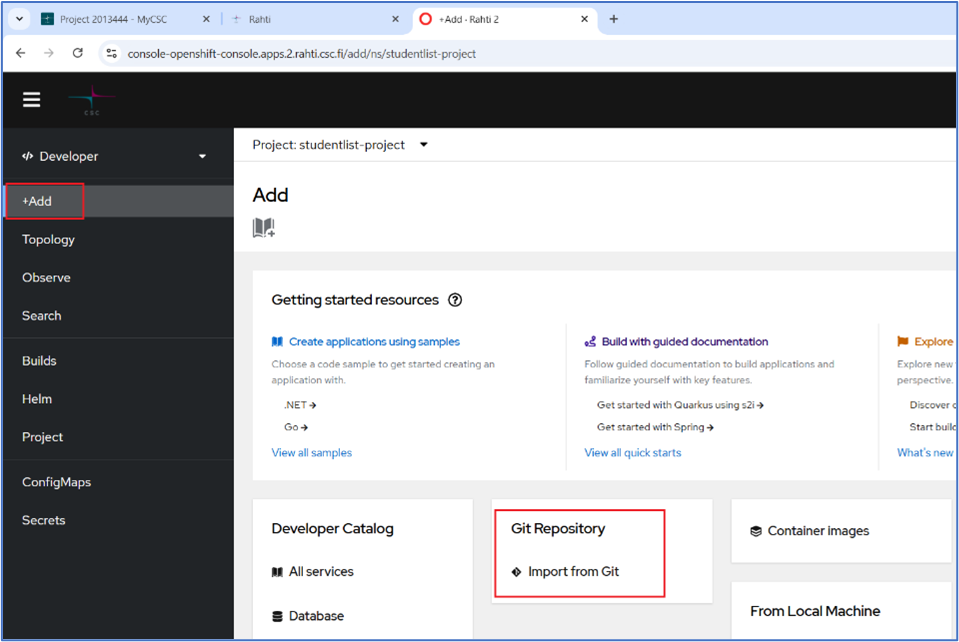 Project 2013444 - MyCSC
Rahti
+Add · Rahti 2
console-openshift-console.apps.2.rahti.csc.fi/add/ns/studentlist-project
CSC
Developer
+Add
Topology
Observe
Search
Builds
Helm
Project
ConfigMaps
Secrets
Project: studentlist-project
Add
Getting started resources
Create applications using samples
Choose a code sample to get started creating an
application with.
.NET
Go
View all samples
Build with guided documentation
Follow guided documentation to build applications and
familiarize yourself with key features.
Get started with Quarkus using s2i
Get started with Spring
View all quick starts
Explore
Explore new
perspective.
Discover
Start build
What's new
Developer Catalog
All services
Database
Git Repository
Import from Git
Container images
From Local Machine